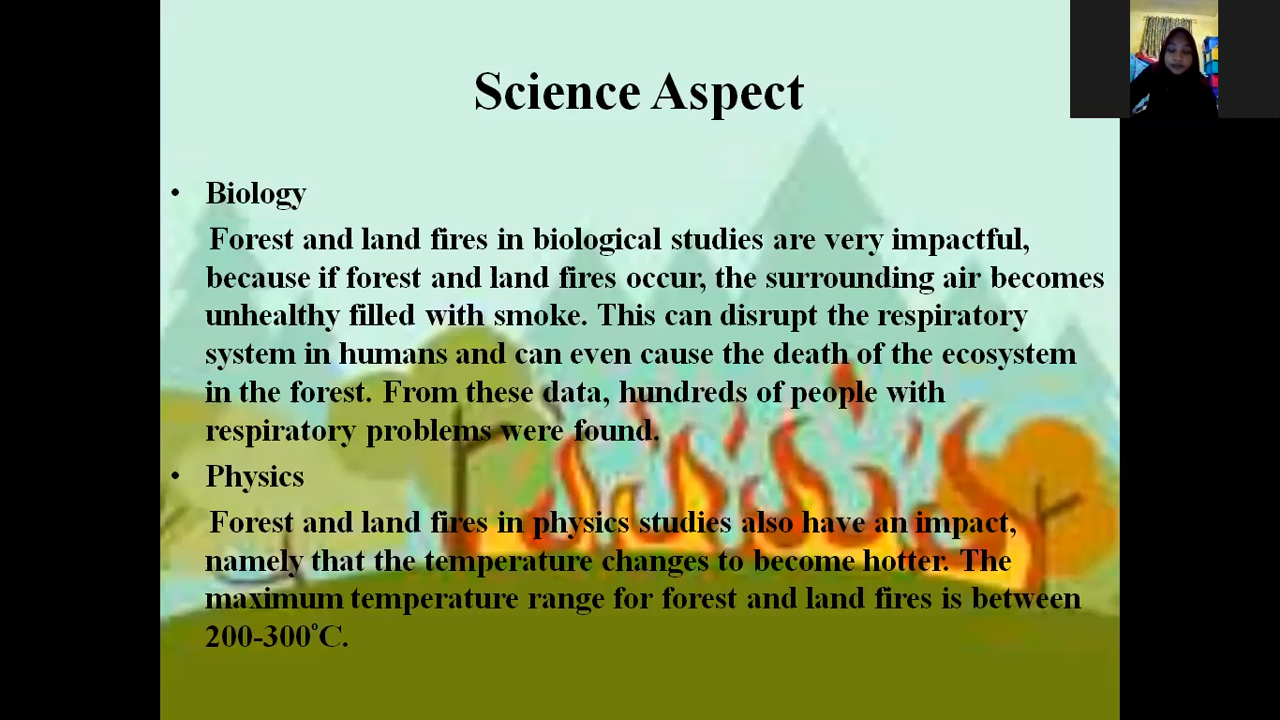 Science Aspect
• Biology
Forest and land fires in biological studies are very impactful,
because if forest and land fires occur, the surrounding air becomes
unhealthy filled with smoke. This can disrupt the respiratory
system in humans and can even cause the death of the ecosystem
in the forest. From these data, hundreds of people with
respiratory problems were found.
• Physics
Forest and land fires in physics studies also have an impact,
namely that the temperature changes to become hotter. The
maximum temperature range for forest and land fires is between
200-300°C.